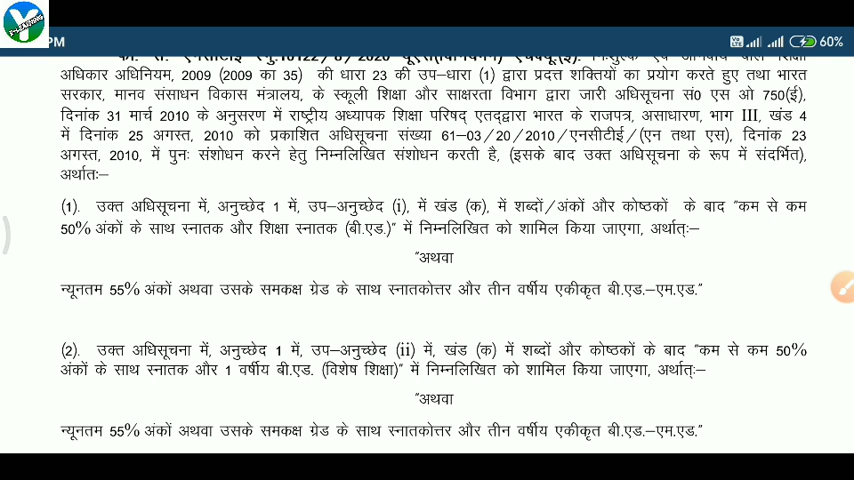 Y-LEARNING
PM
60%
अधिकार अधिनियम, 2009 (2009 का 35) की धारा 23 की उप–धारा (1) द्वारा प्रदत्त शक्तियों का प्रयोग करते हुए तथा भारत
सरकार, मानव संसाधन विकास मंत्रालय, के स्कूली शिक्षा और साक्षरता विभाग द्वारा जारी अधिसूचना सं0 एस ओ 750(ई),
दिनांक 31 मार्च 2010 के अनुसरण में राष्ट्रीय अध्यापक शिक्षा परिषद् एतद्द्वारा भारत के राजपत्र, असाधारण, भाग III, खंड 4
में दिनांक 25 अगस्त, 2010 को प्रकाशित अधिसूचना संख्या 61–03/20/2010/एनसीटीई/(एन तथा एस), दिनांक 23
अगस्त, 2010, में पुनः संशोधन करने हेतु निम्नलिखित संशोधन करती है, (इसके बाद उक्त अधिसूचना के रूप में संदर्भित),
अर्थातः–
(1). उक्त अधिसूचना में, अनुच्छेद 1 में, उप–अनुच्छेद (i), में खंड (क), में शब्दों/अंकों और कोष्ठकों के बाद "कम से कम
50% अंकों के साथ स्नातक और शिक्षा स्नातक (बी.एड.)" में निम्नलिखित को शामिल किया जाएगा, अर्थात्ः–
"अथवा
न्यूनतम 55% अंकों अथवा उसके समकक्ष ग्रेड के साथ स्नातकोत्तर और तीन वर्षीय एकीकृत बी.एड.–एम.एड."
(2). उक्त अधिसूचना में, अनुच्छेद 1 में, उप–अनुच्छेद (ii) में, खंड (क) में शब्दों और कोष्ठकों के बाद "कम से कम 50%
अंकों के साथ स्नातक और 1 वर्षीय बी.एड. (विशेष शिक्षा)" में निम्नलिखित को शामिल किया जाएगा, अर्थात्ः–
"अथवा
न्यूनतम 55% अंकों अथवा उसके समकक्ष ग्रेड के साथ स्नातकोत्तर और तीन वर्षीय एकीकृत बी.एड.–एम.एड."